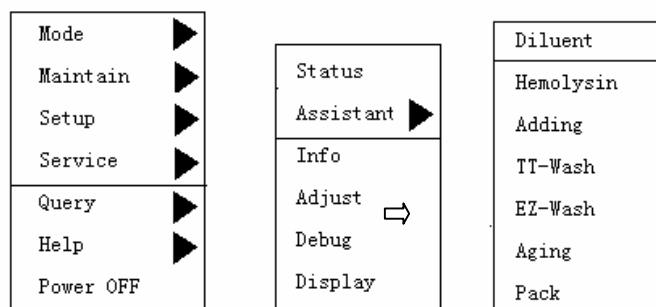 Mode
Maintain
Setup
Service
Query
Help
Power OFF
Status
Assistant
Info
Adjust
Debug
Display
Diluent
Hemolysin
Adding
TT-Wash
EZ-Wash
Aging
Pack